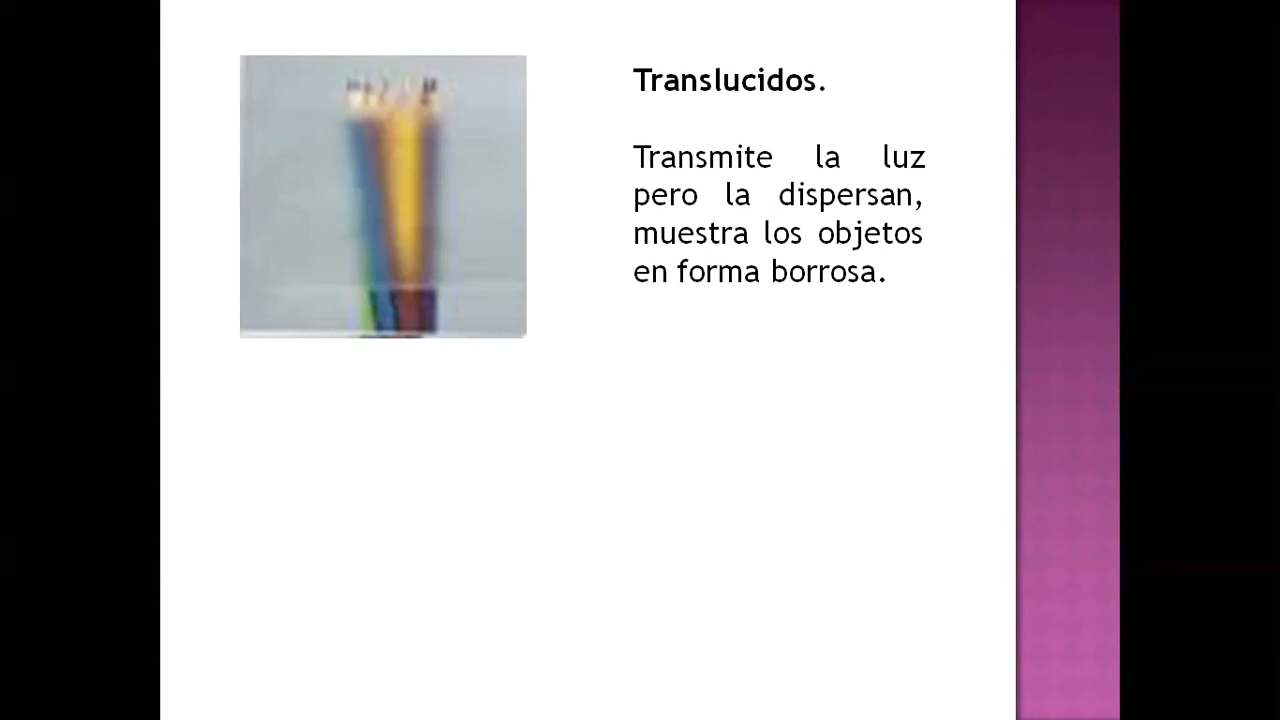 Translucidos.
Transmite la luz
pero la dispersan,
muestra los objetos
en forma borrosa.